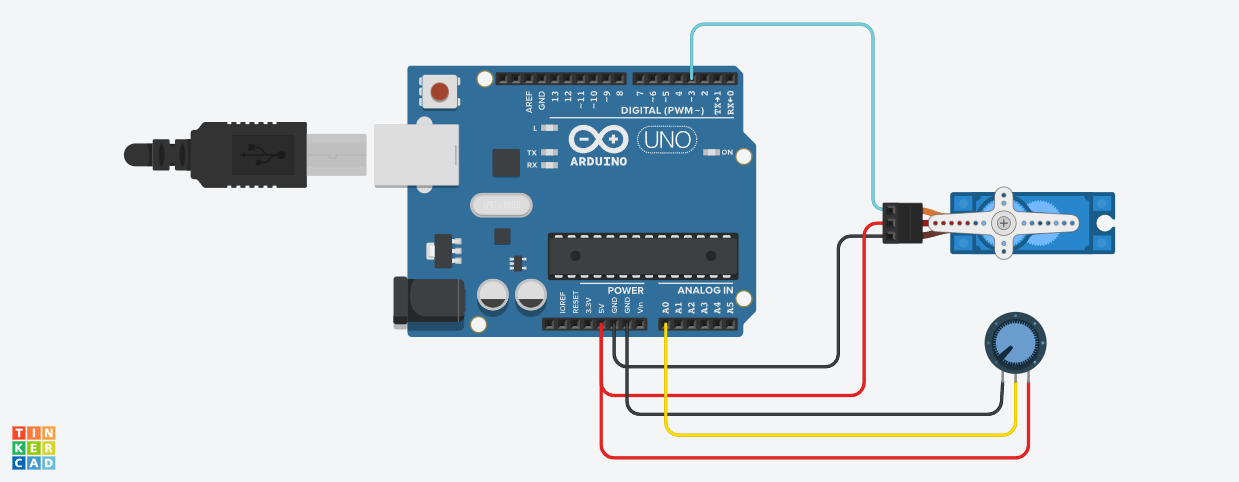 AREF
GND
13
12
~11
~10
~9
8
7
~6
~5
4
~3
2
TX→1
RX←0
DIGITAL (PWM~)
L
TX
RX
ARDUINO
UNO
ON
POWER
ANALOG IN
IOREF
RESET
3.3V
5V
GND
GND
Vin
A0
A1
A2
A3
A4
A5
TIN
KER
CAD